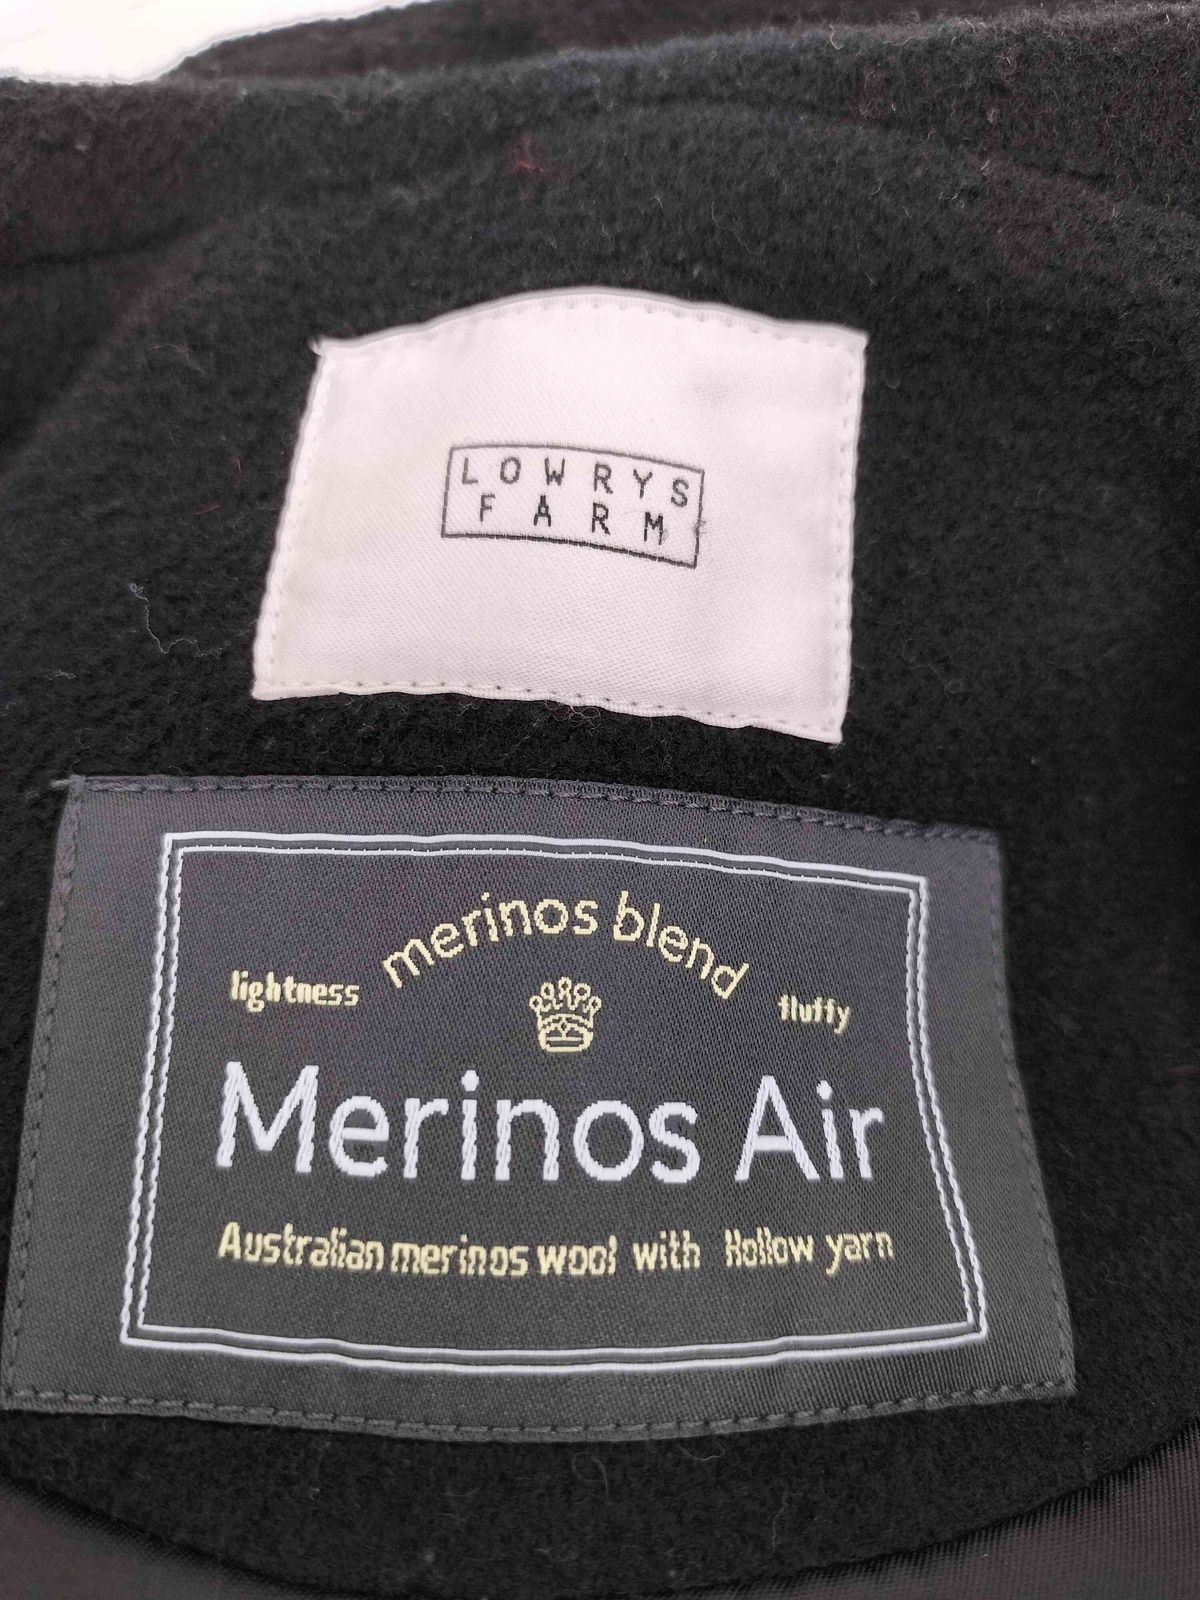 LOWRYS
FARM
merinos blend
lightness
fluffy
Merinos Air
Australian merinos wool with Hollow yarn